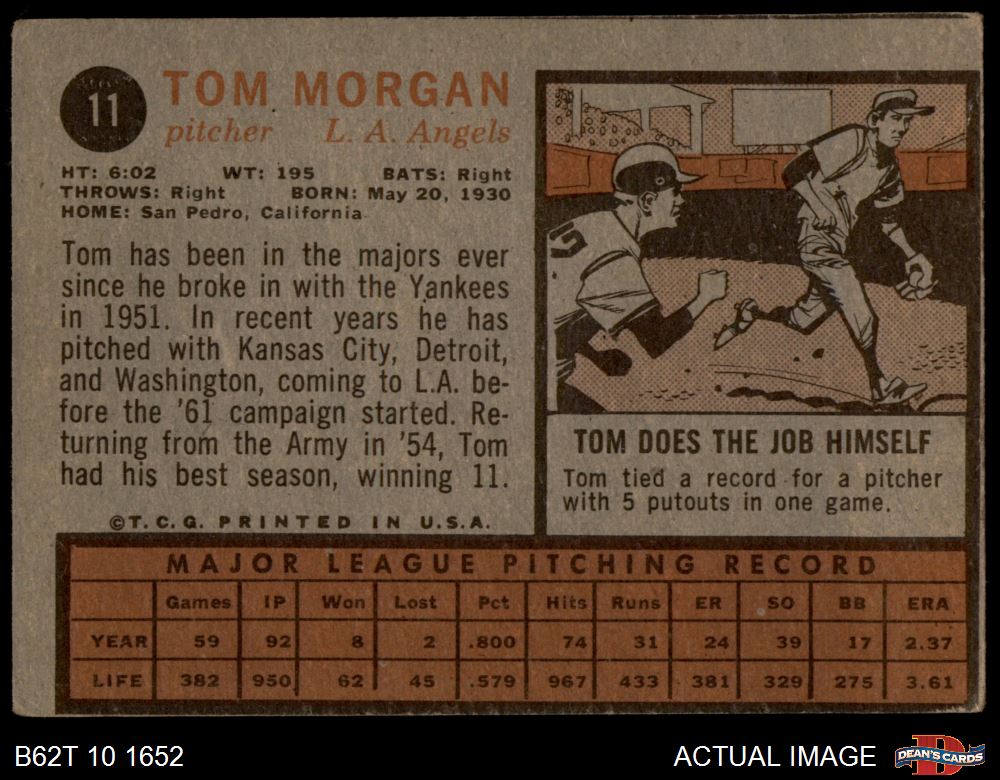 11
TOM MORGAN
pitcher L. A. Angels
HT: 6:02 WT: 195 BATS: Right
THROWS: Right BORN: May 20, 1930
HOME: San Pedro, California
Tom has been in the majors ever
since he broke in with the Yankees
in 1951. In recent years he has
pitched with Kansas City, Detroit,
and Washington, coming to L.A. be-
fore the '61 campaign started. Re-
turning from the Army in '54, Tom
had his best season, winning 11.
©T.C.G. PRINTED IN U.S.A.
5
TOM DOES THE JOB HIMSELF
Tom tied a record for a pitcher
with 5 putouts in one game.
MAJOR LEAGUE PITCHING RECORD
Games IP Won Lost Pct Hits Runs ER SO BB ERA
YEAR 59 92 8 2 .800 74 31 24 39 17 2.37
LIFE 382 950 62 45 .579 967 433 381 329 275 3.61
B62T 10 1652
ACTUAL IMAGE
D
DEAN'S CARDS